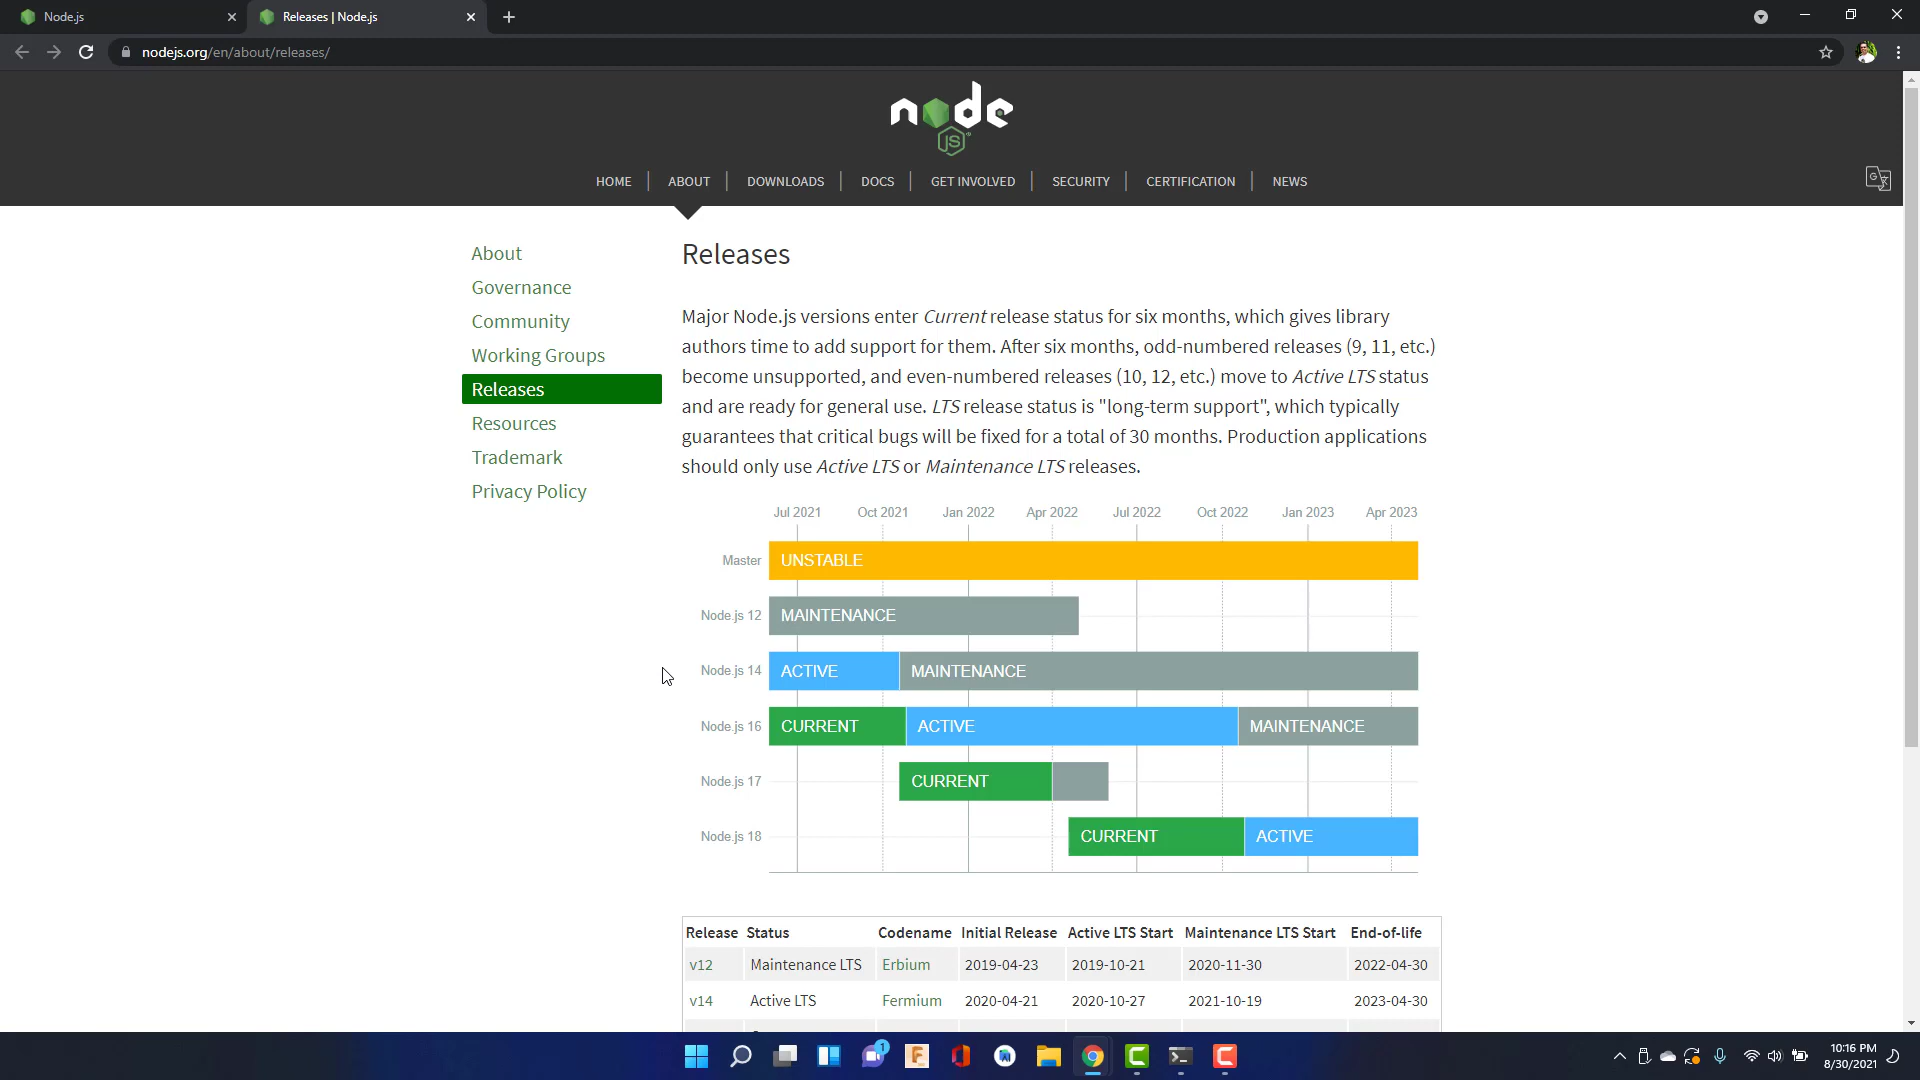 Node.js
Releases | Node.js
nodejs.org/en/about/releases/
node
JS
HOME | ABOUT | DOWNLOADS | DOCS | GET INVOLVED | SECURITY | CERTIFICATION | NEWS
About
Governance
Community
Working Groups
Releases
Resources
Trademark
Privacy Policy
Releases
Major Node.js versions enter Current release status for six months, which gives library
authors time to add support for them. After six months, odd-numbered releases (9, 11, etc.)
become unsupported, and even-numbered releases (10, 12, etc.) move to Active LTS status
and are ready for general use. LTS release status is "long-term support", which typically
guarantees that critical bugs will be fixed for a total of 30 months. Production applications
should only use Active LTS or Maintenance LTS releases.
Jul 2021 Oct 2021 Jan 2022 Apr 2022 Jul 2022 Oct 2022 Jan 2023 Apr 2023
Master UNSTABLE
Node.js 12 MAINTENANCE
Node.js 14 ACTIVE MAINTENANCE
Node.js 16 CURRENT ACTIVE MAINTENANCE
Node.js 17 CURRENT
Node.js 18 CURRENT ACTIVE
Release Status Codename Initial Release Active LTS Start Maintenance LTS Start End-of-life
v12 Maintenance LTS Erbium 2019-04-23 2019-10-21 2020-11-30 2022-04-30
v14 Active LTS Fermium 2020-04-21 2020-10-27 2021-10-19 2023-04-30
1
10:16 PM
8/30/2021